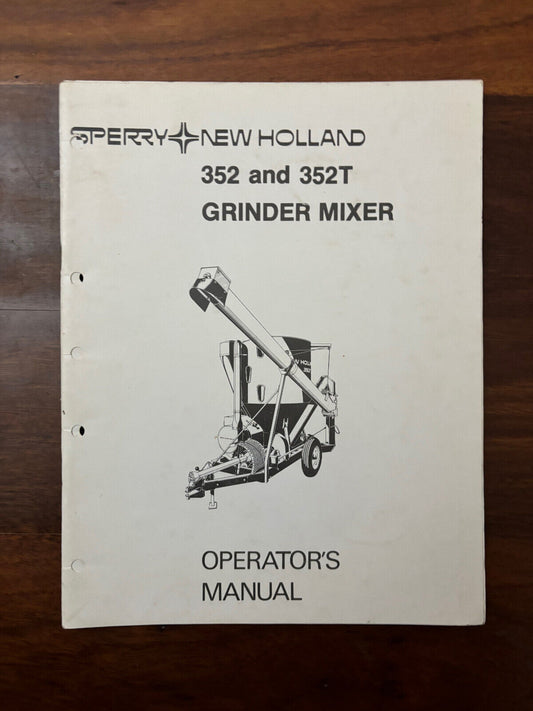 SPERRY NEW HOLLAND
352 and 352T
GRINDER MIXER
OPERATOR'S
MANUAL